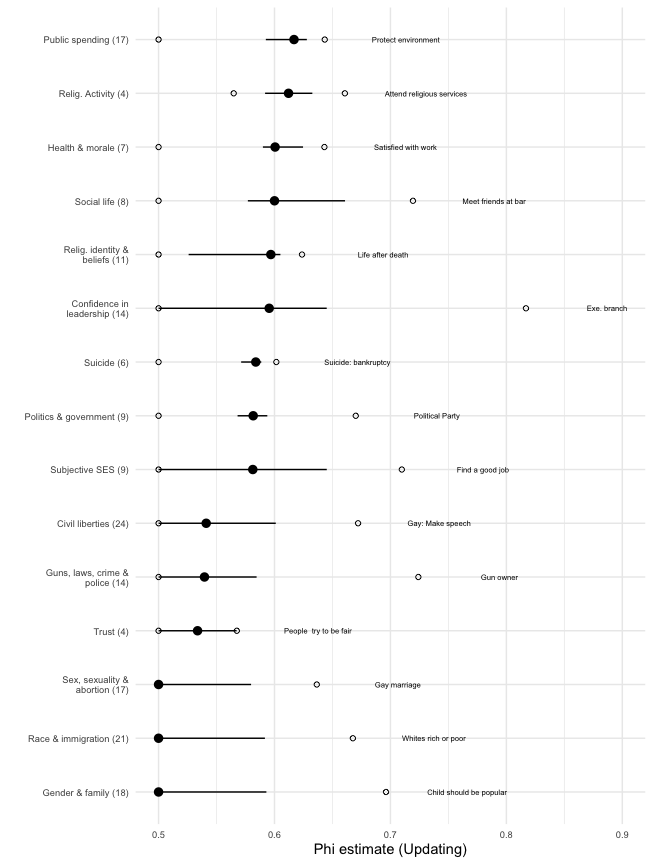 Public spending (17)
Protect environment
Relig. Activity (4)
Attend religious services
Health & morale (7)
Satisfied with work
Social life (8)
Meet friends at bar
Relig. identity &
beliefs (11)
Life after death
Confidence in
leadership (14)
Exe. branch
Suicide (6)
Suicide: bankruptcy
Politics & government (9)
Political Party
Subjective SES (9)
Find a good job
Civil liberties (24)
Gay: Make speech
Guns, laws, crime &
police (14)
Gun owner
Trust (4)
People  try to be fair
Sex, sexuality &
abortion (17)
Gay marriage
Race & immigration (21)
Whites rich or poor
Gender & family (18)
Child should be popular
0.5 0.6 0.7 0.8 0.9
Phi estimate (Updating)